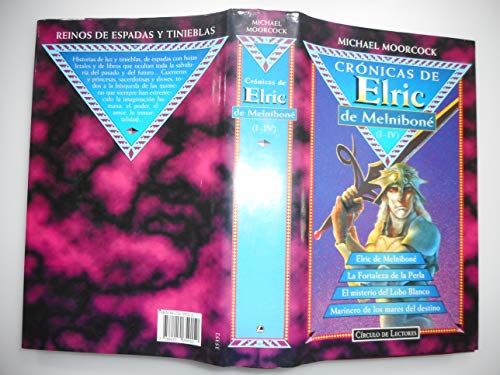 REINOS DE ESPADAS Y TINIEBLAS
Historias de luz y tinieblas, de espadas con hojas
letales y de libros que ocultan toda la sabidu-
ría del pasado y del futuro... Guerreros
y princesas, sacerdotisas y dioses, to-
dos a la búsqueda de las quime-
ras que siempre han estreme-
cido la imaginación hu-
mana: el poder, el
amor, la inmor-
talidad.
35552
MICHAEL
MOORCOCK
Crónicas de
Elric
de Melniboné
(I-IV)
MICHAEL MOORCOCK
CRÓNICAS DE
Elric
de Melniboné
(I-IV)
Elric de Melniboné
La Fortaleza de la Perla
El misterio del Lobo Blanco
Marinero de los mares del destino
CÍRCULO DE LECTORES